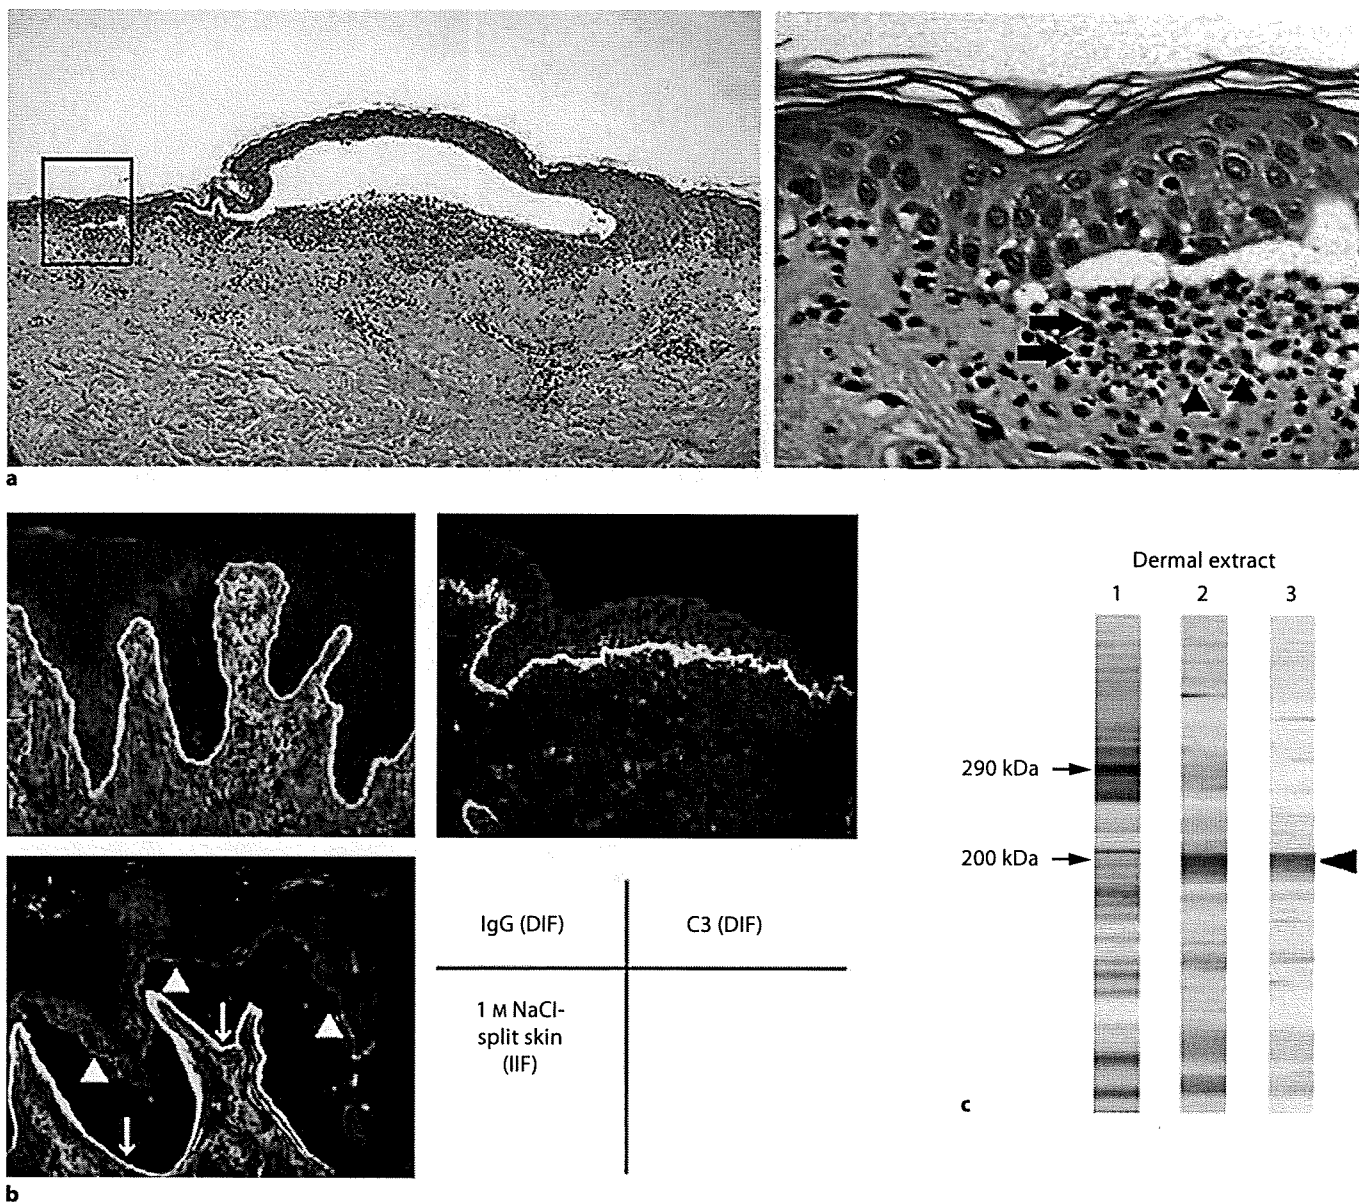 a
Dermal extract
1 2 3
290 kDa
200 kDa
IgG (DIF) C3 (DIF)
1 M NaCl-
split skin
(IIF)
c
b